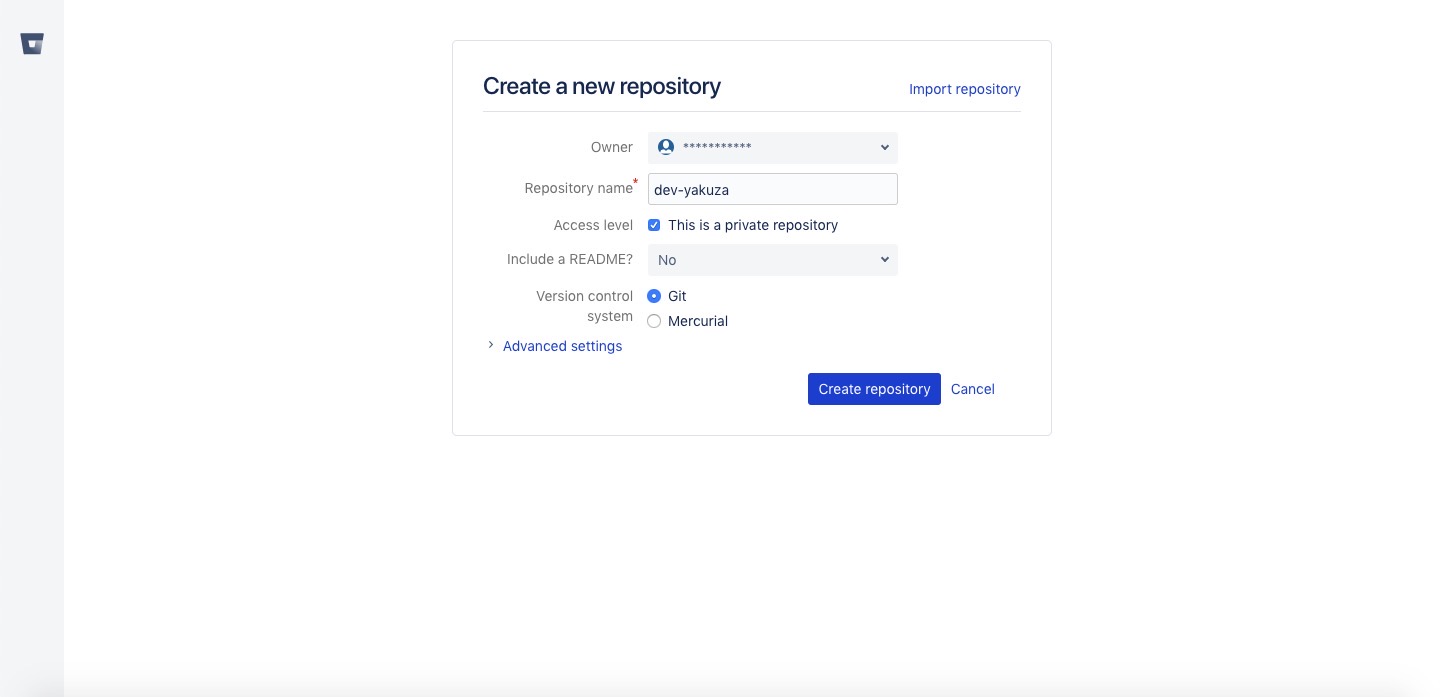 Create a new repository
Import repository
Owner
***********
Repository name*
dev-yakuza
Access level
This is a private repository
Include a README?
No
Version control
system
Git
Mercurial
Advanced settings
Create repository
Cancel